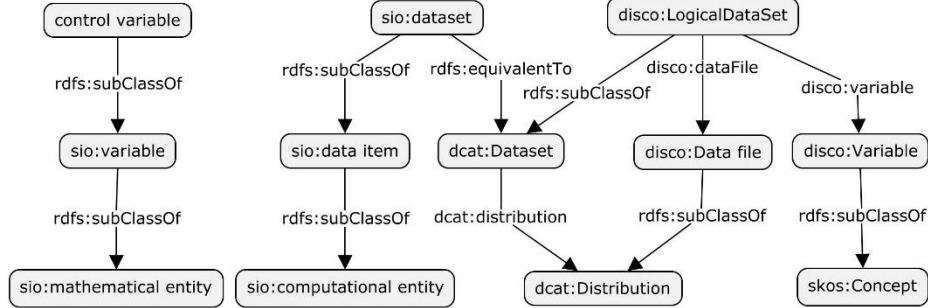 control variable
sio:dataset
disco:LogicalDataSet
rdfs:subClassOf
rdfs:subClassOf
rdfs:equivalentTo
rdfs:subClassOf
disco:dataFile
disco:variable
sio:variable
sio:data item
dcat:Dataset
disco:Data file
disco:Variable
rdfs:subClassOf
rdfs:subClassOf
dcat:distribution
rdfs:subClassOf
rdfs:subClassOf
sio:mathematical entity
sio:computational entity
dcat:Distribution
skos:Concept